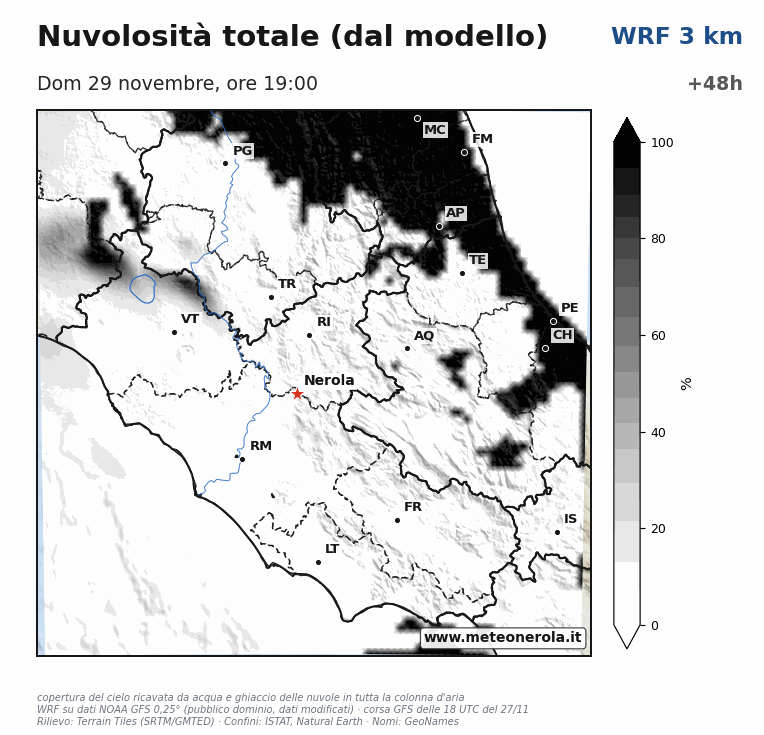 Nuvolosità totale (dal modello)
WRF 3 km
Dom 29 novembre, ore 19:00
+48h
MC
FM
PG
AP
TE
TR
PE
VT
RI
AQ
CH
Nerola
RM
FR
IS
LT
www.meteonerola.it
100
80
60
40
20
0
%
copertura del cielo ricavata da acqua e ghiaccio delle nuvole in tutta la colonna d'aria
WRF su dati NOAA GFS 0,25° (pubblico dominio, dati modificati) · corsa GFS delle 18 UTC del 27/11
Rilievo: Terrain Tiles (SRTM/GMTED) · Confini: ISTAT, Natural Earth · Nomi: GeoNames